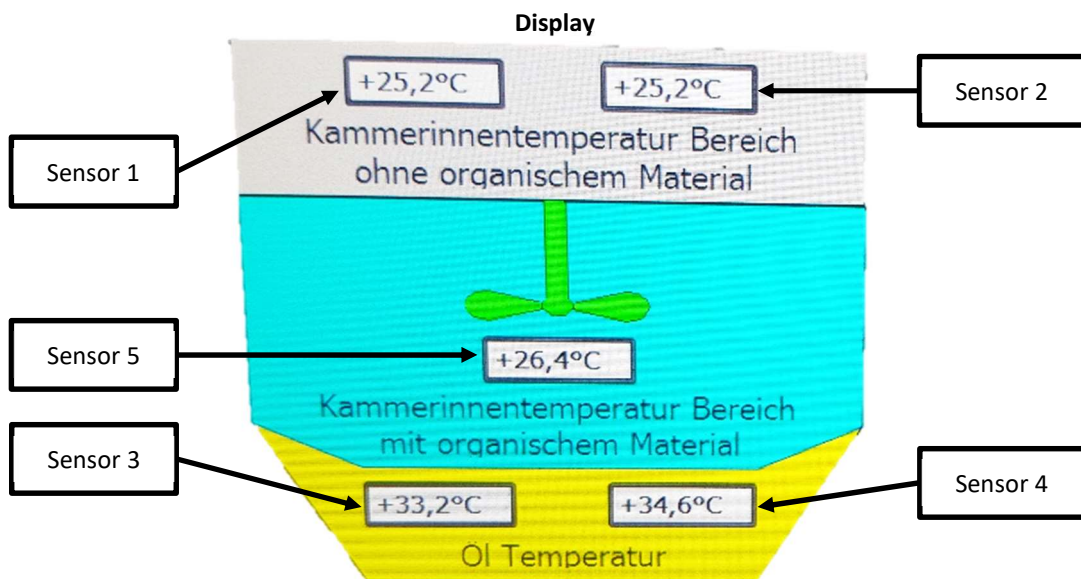 Display
+25,2°C
+25,2°C
Sensor 2
Kammerinnentemperatur Bereich
ohne organischem Material
Sensor 1
Sensor 5
+26,4°C
Kammerinnentemperatur Bereich
mit organischem Material
Sensor 3
+33,2°C
+34,6°C
Sensor 4
Öl Temperatur